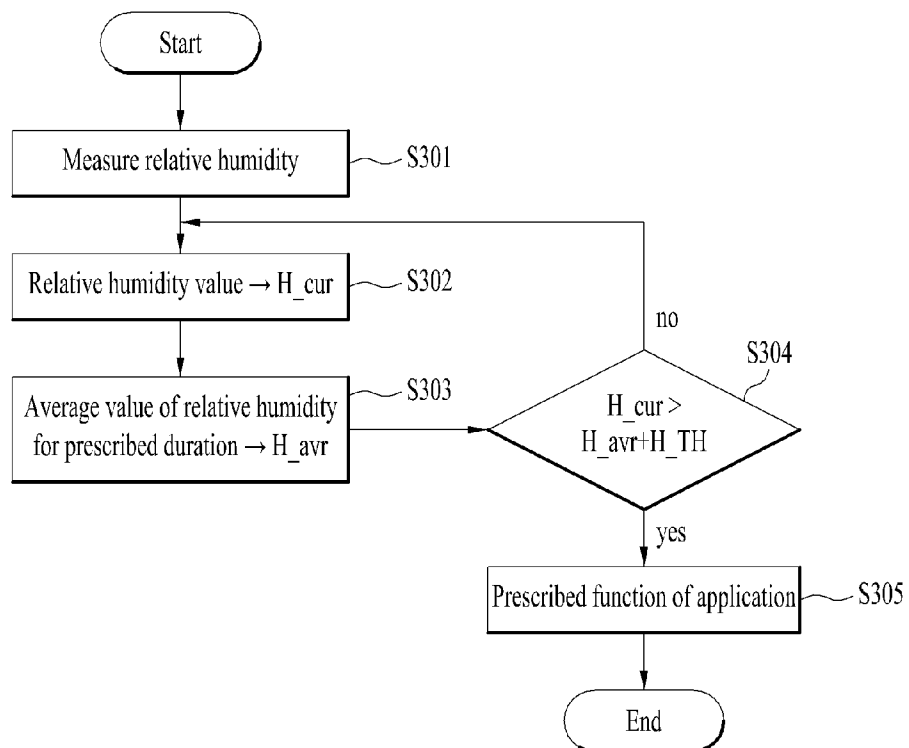 Start
Measure relative humidity
S301
Relative humidity value → H_cur
S302
Average value of relative humidity
for prescribed duration → H_avr
S303
H_cur >
H_avr+H_TH
S304
no
yes
Prescribed function of application
S305
End